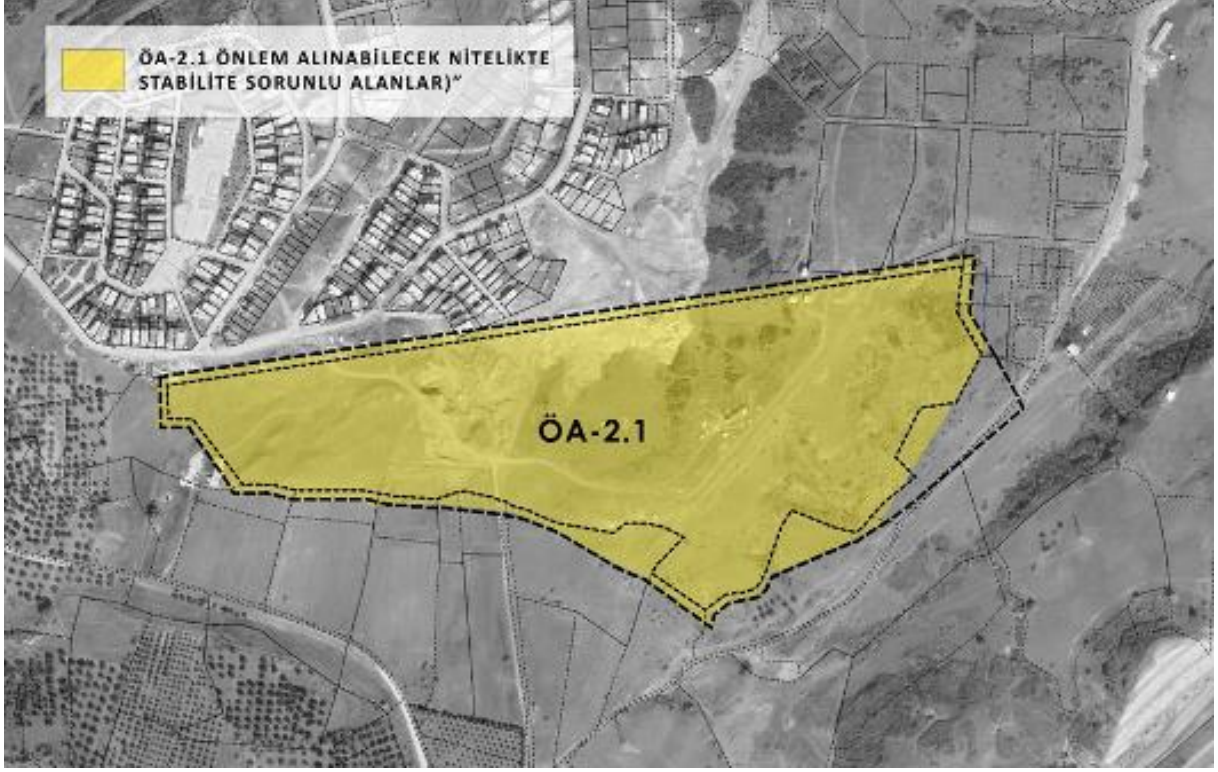 ÖA-2.1 ÖNLEM ALINABİLECEK NİTELİKTE
STABİLİTE SORUNLU ALANLAR)"
ÖA-2.1